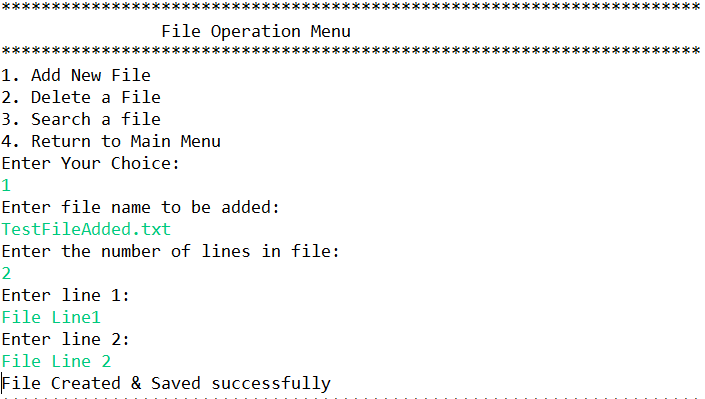 **********************************************************************
File Operation Menu
**********************************************************************
1. Add New File
2. Delete a File
3. Search a file
4. Return to Main Menu
Enter Your Choice:
1
Enter file name to be added:
TestFileAdded.txt
Enter the number of lines in file:
2
Enter line 1:
File Line1
Enter line 2:
File Line 2
File Created & Saved successfully